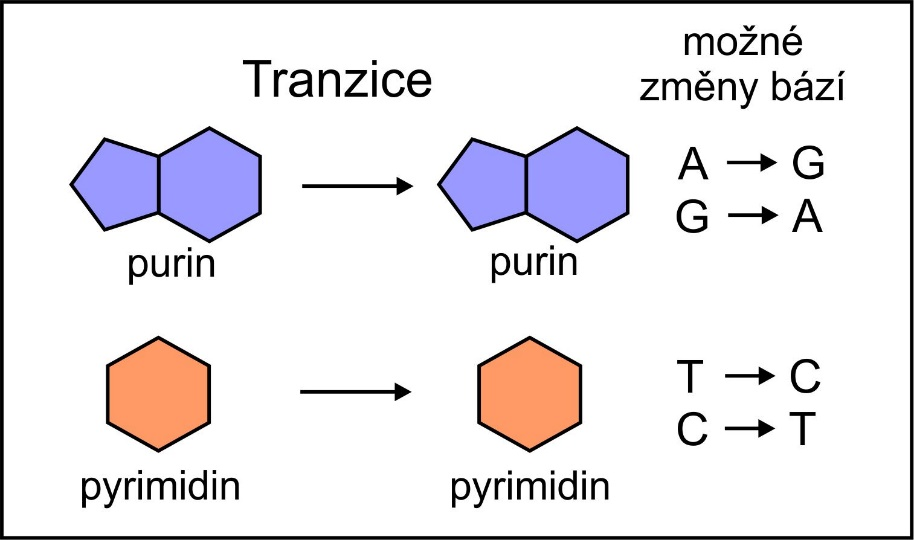 Tranzice
možné
změny bází
purin
purin
A → G
G → A
pyrimidin
pyrimidin
T → C
C → T